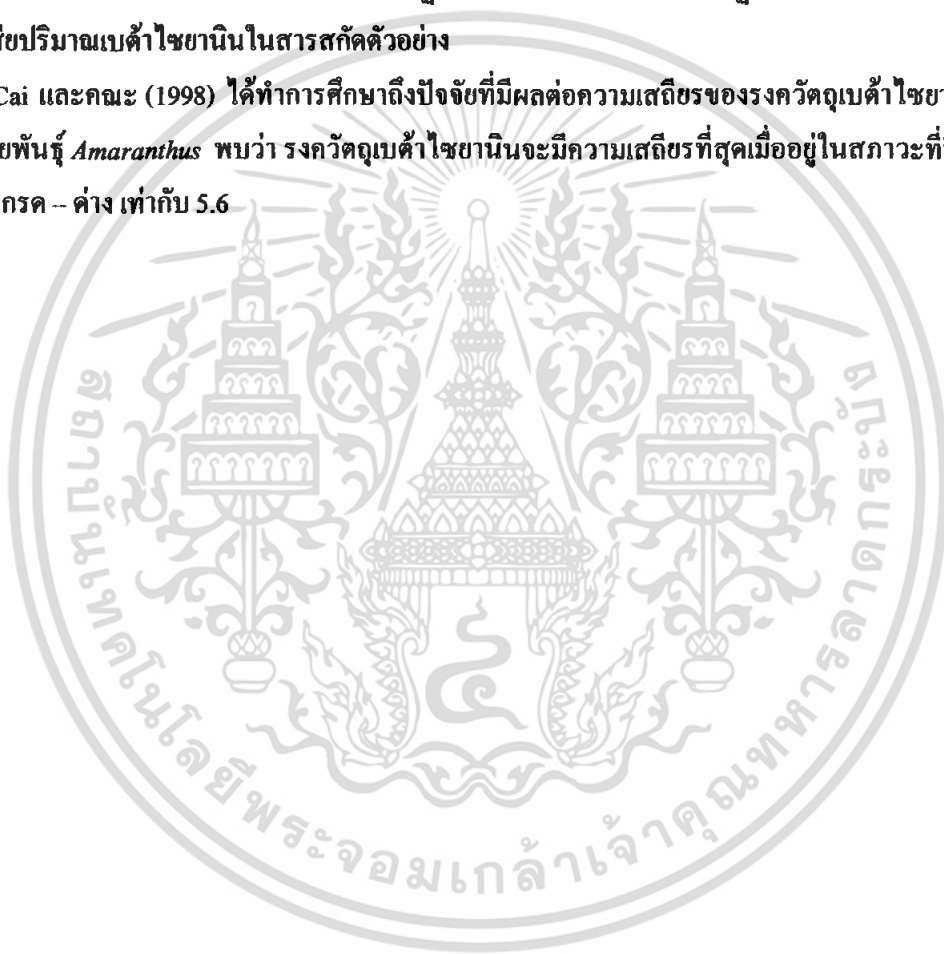 ยปริมาณเบต้าไซยานินในสารสกัดตัวอย่าง
Cai และคณะ (1998) ได้ทำการศึกษาถึงปัจจัยที่มีผลต่อความเสถียรของรงควัตถุเบต้าไซยา
ยพันธุ์ Amaranthus พบว่า รงควัตถุเบต้าไซยานินจะมีความเสถียรที่สุดเมื่ออยู่ในสภาวะที่
กรด – ด่าง เท่ากับ 5.6
สถาบันเทคโนโลยีพระจอมเกล้าเจ้าคุณทหารลาดกระบัง